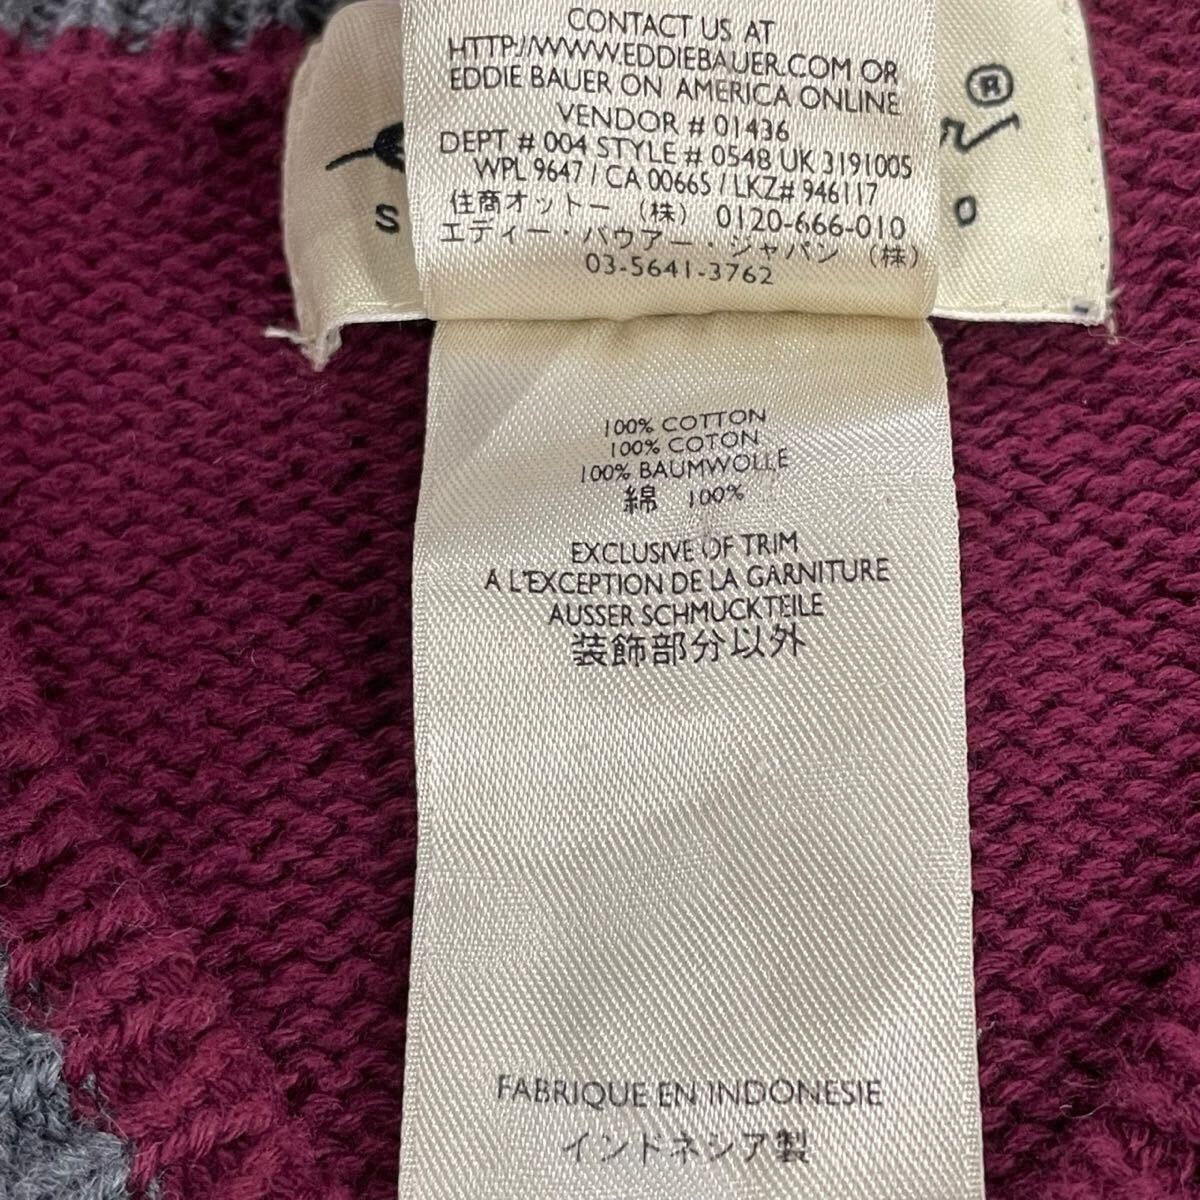 CONTACT US AT
HTTP://WWW.EDDIEBAUER.COM OR
EDDIE BAUER ON AMERICA ONLINE
VENDOR # 01436
DEPT # 004 STYLE # 0548 UK 3191005
WPL 9647 / CA 00665 / LKZ# 946117
住商オットー (株) 0120-666-010
エディー・バウアー・ジャパン (株)
03-5641-3762
®
100% COTTON
100% COTON
100% BAUMWOLLE
綿 100%
EXCLUSIVE OF TRIM
A L'EXCEPTION DE LA GARNITURE
AUSSER SCHMUCKTEILE
装飾部分以外
FABRIQUE EN INDONESIE
インドネシア製